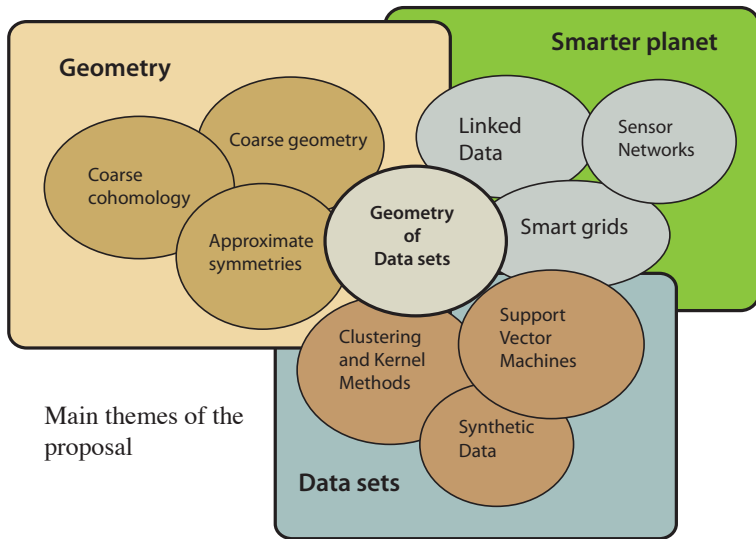 Geometry
Coarse geometry
Coarse
cohomology
Approximate
symmetries
Smarter planet
Linked
Data
Sensor
Networks
Smart grids
Geometry
of
Data sets
Clustering
and Kernel
Methods
Support
Vector
Machines
Synthetic
Data
Data sets
Main themes of the
proposal